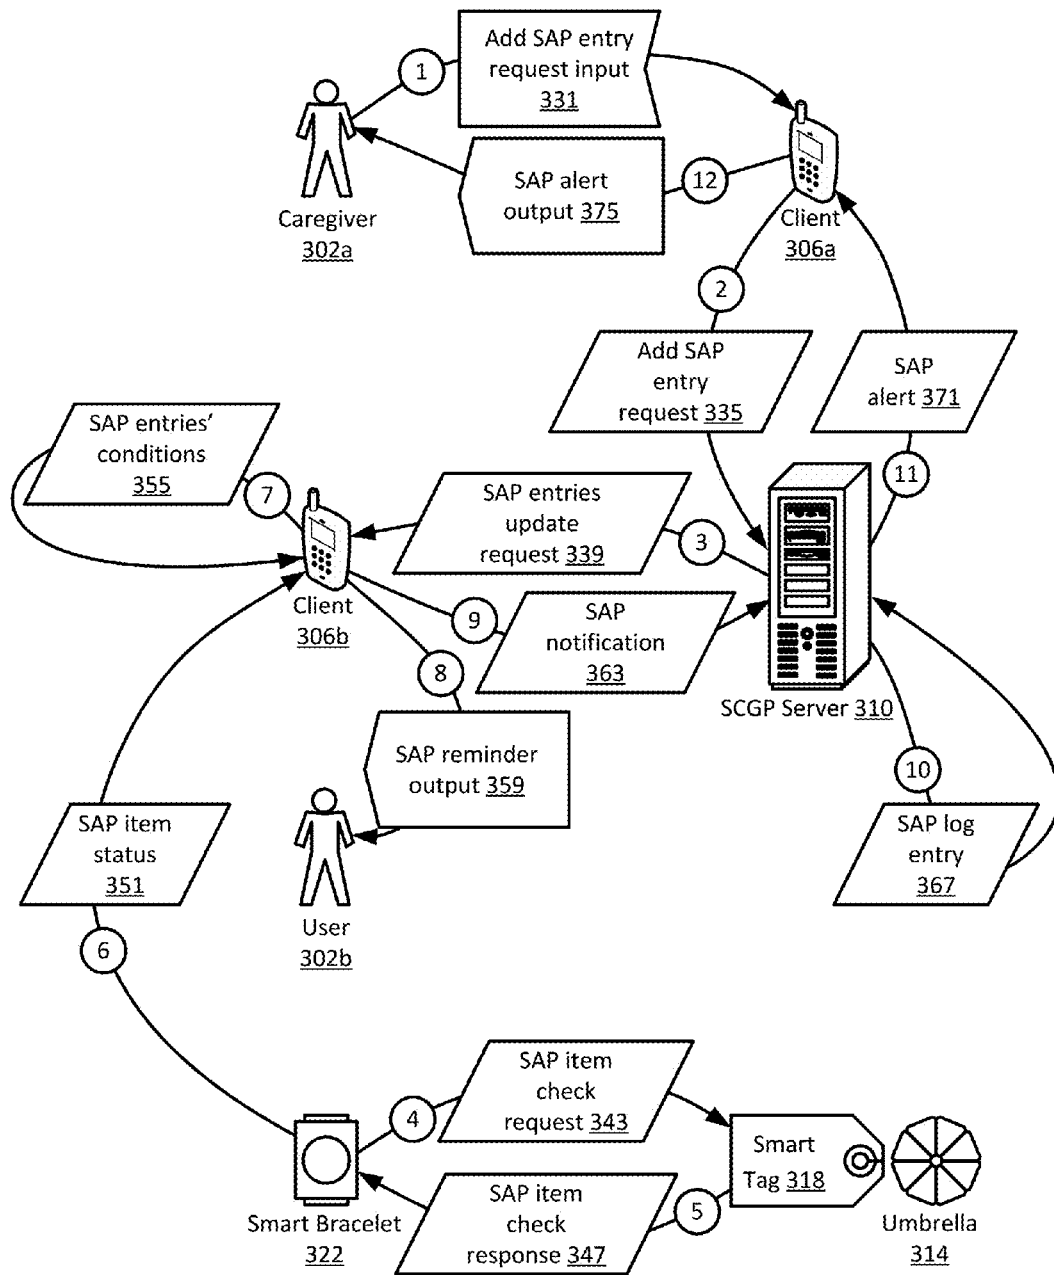 1
Add SAP entry
request input
331
12
SAP alert
output 375
Caregiver
302a
Client
306a
2
Add SAP
entry
request 335
SAP
alert 371
11
SAP entries'
conditions
355
7
SAP entries
update
request 339
3
Client
306b
9
SAP
notification
363
8
SCGP Server 310
SAP reminder
output 359
10
SAP item
status
351
SAP log
entry
367
User
302b
6
4
SAP item
check
request 343
Smart
Tag 318
5
SAP item
check
response 347
Smart Bracelet
322
Umbrella
314